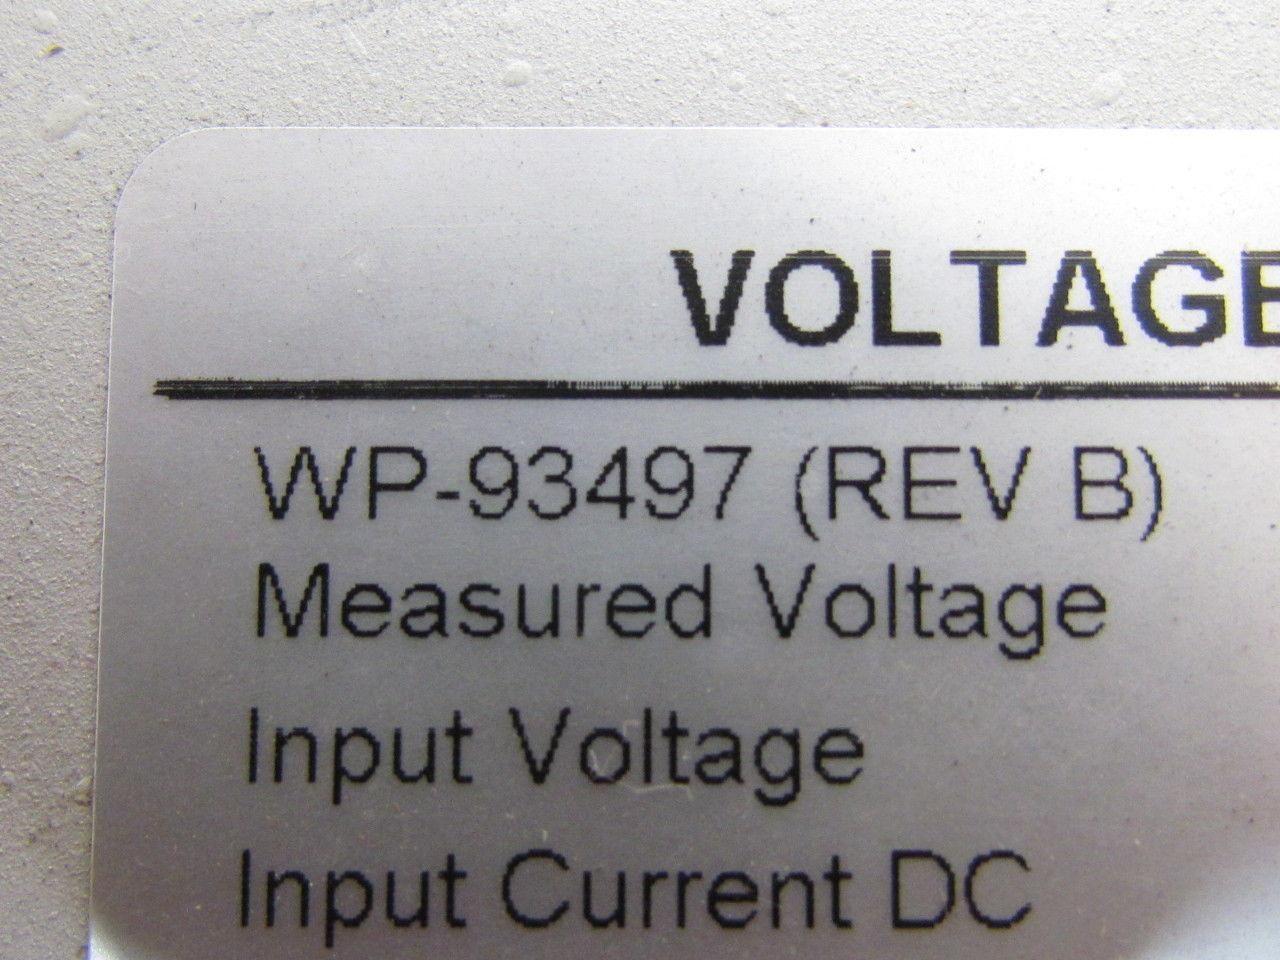 VOLTAGE
WP-93497 (REV B)
Measured Voltage
Input Voltage
Input Current DC